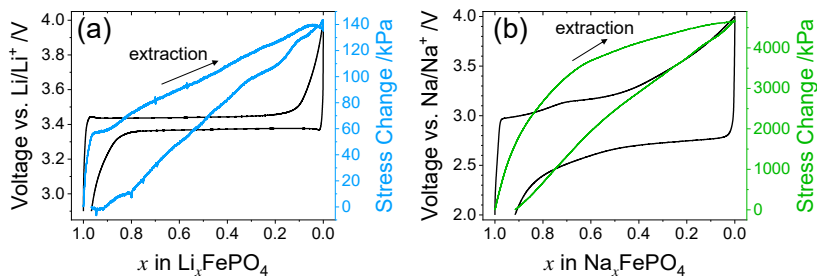 (a)
extraction
Voltage vs. Li/Li⁺ /V
4.0
3.8
3.6
3.4
3.2
3.0
140
120
100
80
60
40
20
0
Stress Change /kPa
1.0 0.8 0.6 0.4 0.2 0.0
x in LiₓFePO₄
(b)
extraction
Voltage vs. Na/Na⁺ /V
4.0
3.5
3.0
2.5
2.0
4000
3000
2000
1000
0
Stress Change /kPa
1.0 0.8 0.6 0.4 0.2 0.0
x in NaₓFePO₄